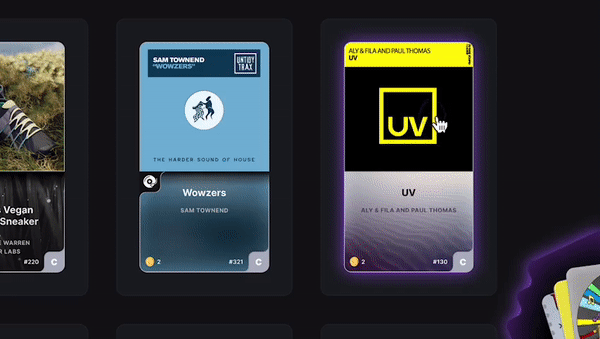 s Vegan
Sneaker
E WARREN
R LABS
#220
C
SAM TOWNEND
"WOWZERS"
UNTIDY
TRAX
THE HARDER SOUND OF HOUSE
Wowzers
SAM TOWNEND
2
#321
C
ALY & FILA AND PAUL THOMAS
UV
UV
UV
ALY & FILA AND PAUL THOMAS
2
#130
C